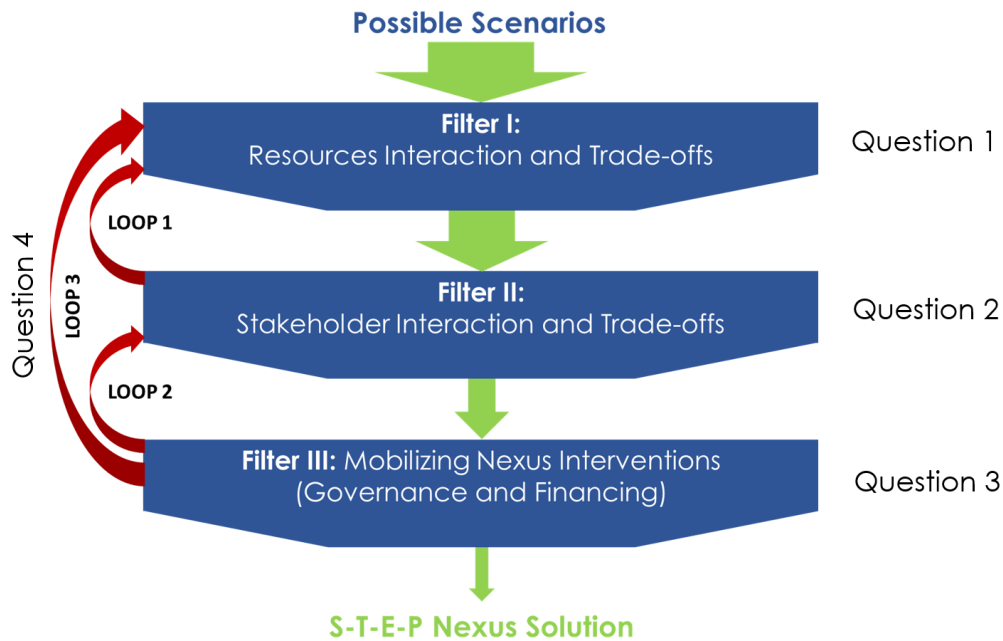 Possible Scenarios
Filter I:
Resources Interaction and Trade-offs
Question 1
LOOP 1
Filter II:
Stakeholder Interaction and Trade-offs
Question 2
Question 4
LOOP 3
LOOP 2
Filter III: Mobilizing Nexus Interventions
(Governance and Financing)
Question 3
S-T-E-P Nexus Solution